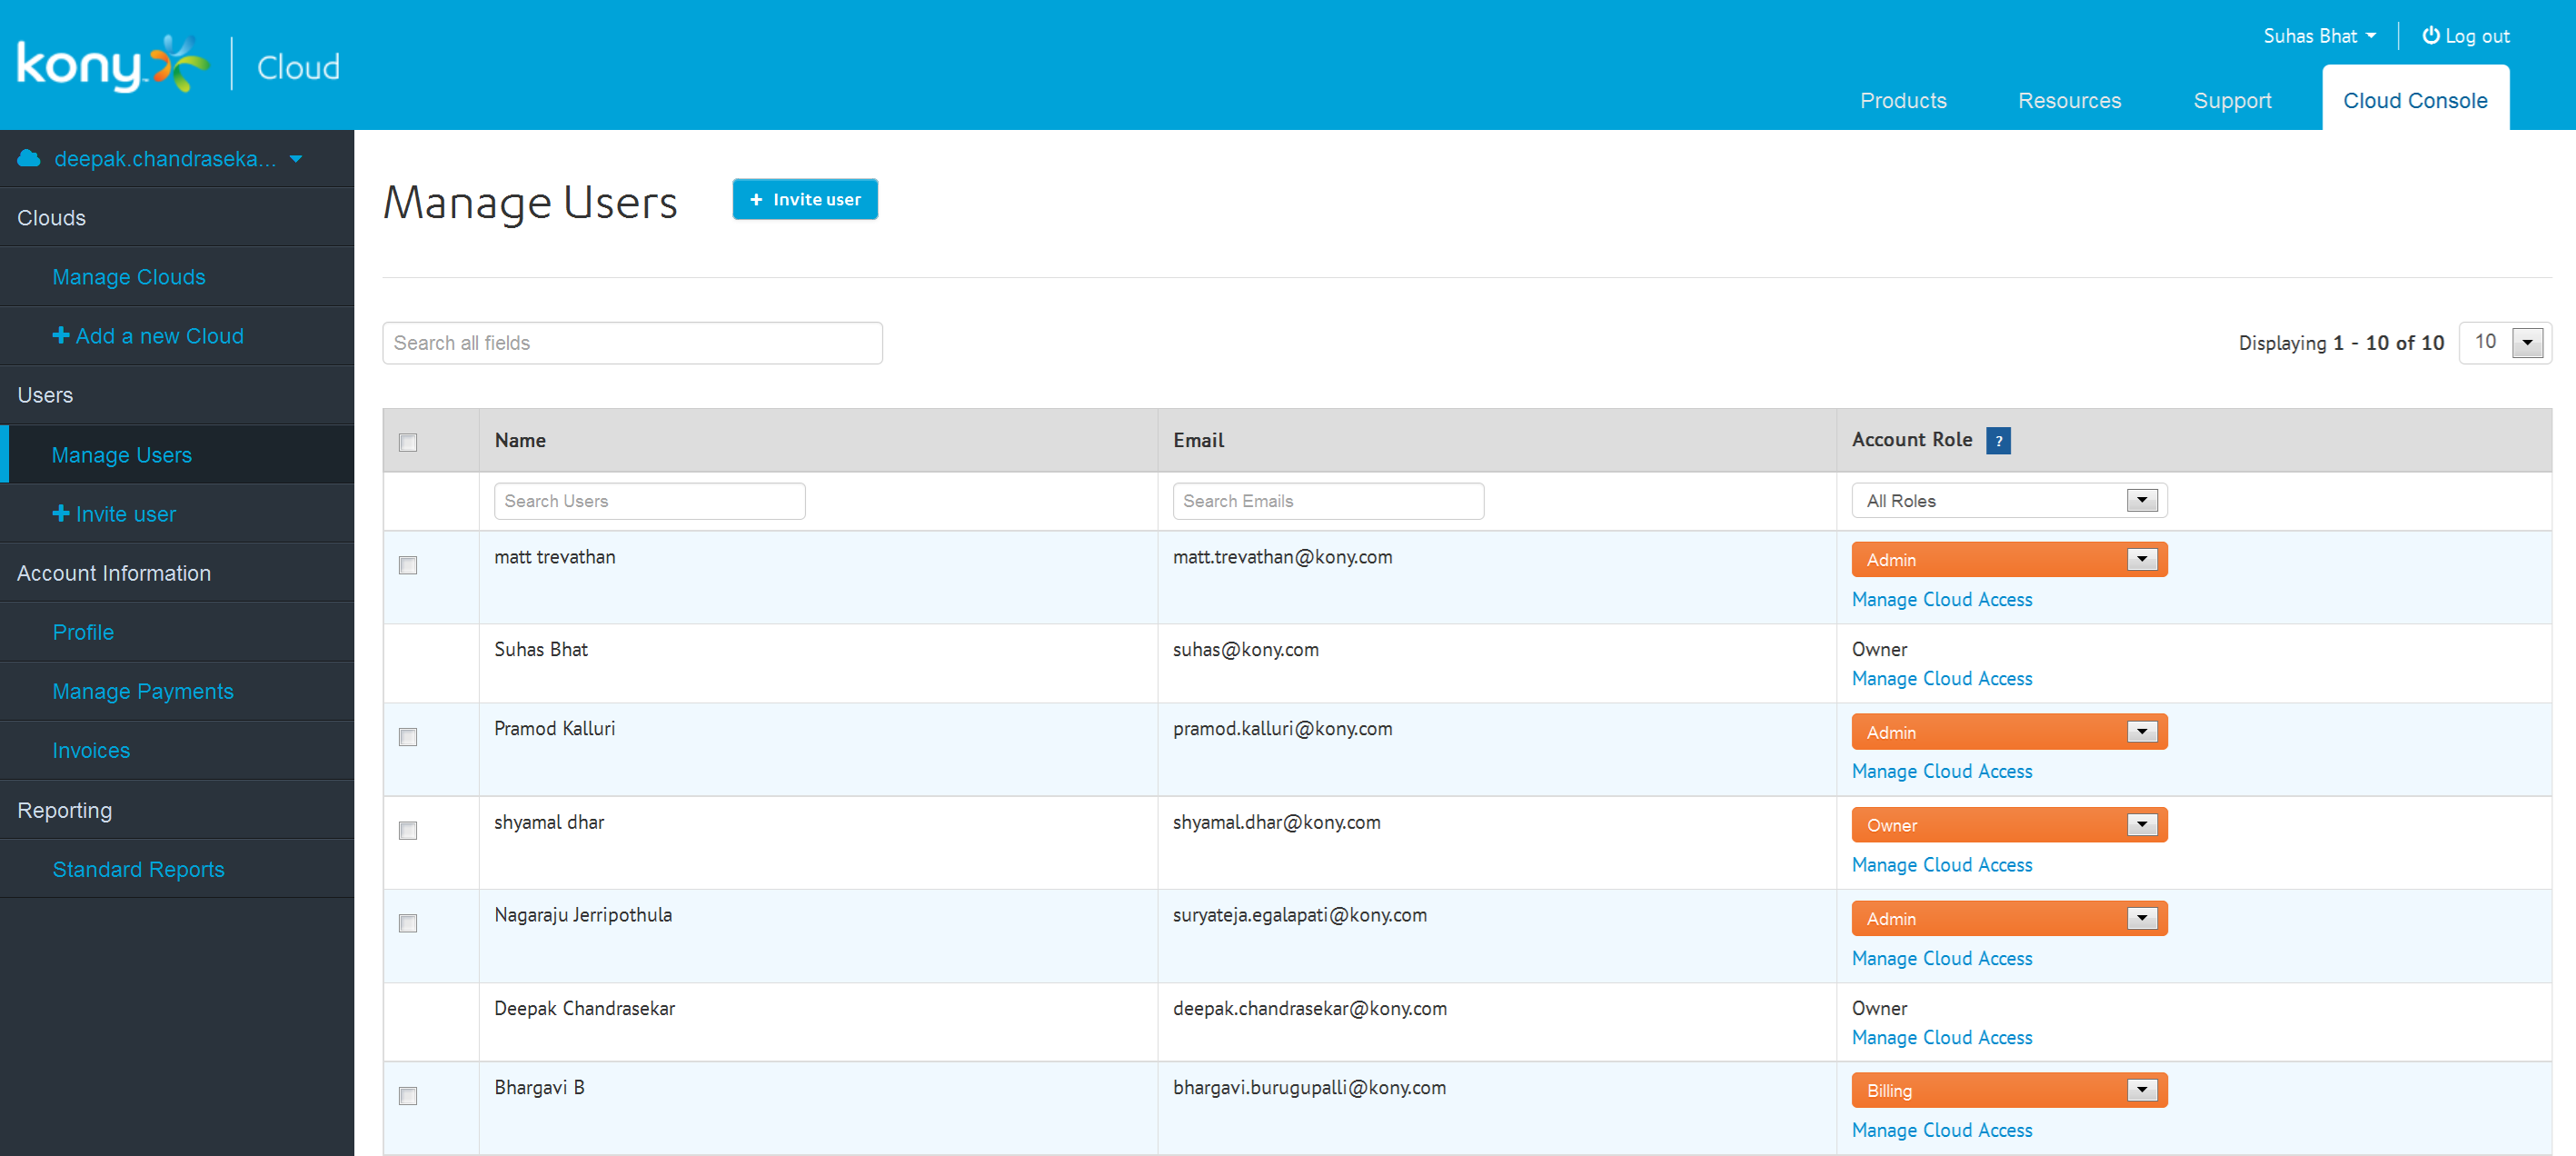 Suhas Bhat
Log out
kony
Cloud
Products
Resources
Support
Cloud Console
deepak.chandraseka...
Clouds
Manage Clouds
Add a new Cloud
Users
Manage Users
Invite user
Account Information
Profile
Manage Payments
Invoices
Reporting
Standard Reports
Manage Users
+ Invite user
Search all fields
Displaying 1 - 10 of 10
10
Name
Email
Account Role ?
Search Users
Search Emails
All Roles
matt trevathan
matt.trevathan@kony.com
Admin
Manage Cloud Access
Suhas Bhat
suhas@kony.com
Owner
Manage Cloud Access
Pramod Kalluri
pramod.kalluri@kony.com
Admin
Manage Cloud Access
shyamal dhar
shyamal.dhar@kony.com
Owner
Manage Cloud Access
Nagaraju Jerripothula
suryateja.egalapati@kony.com
Admin
Manage Cloud Access
Deepak Chandrasekar
deepak.chandrasekar@kony.com
Owner
Manage Cloud Access
Bhargavi B
bhargavi.burugupalli@kony.com
Billing
Manage Cloud Access